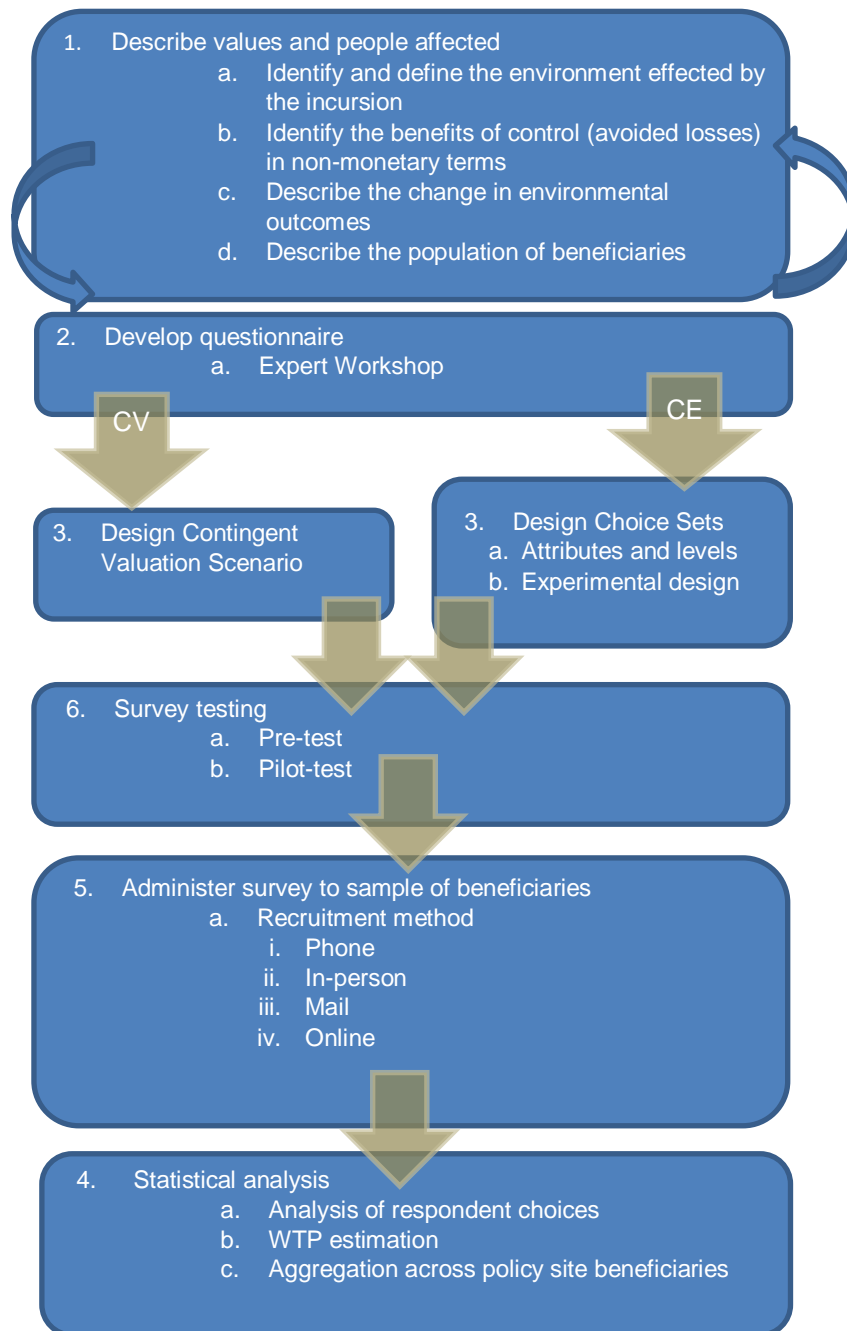 1. Describe values and people affected
a. Identify and define the environment effected by
the incursion
b. Identify the benefits of control (avoided losses)
in non-monetary terms
c. Describe the change in environmental
outcomes
d. Describe the population of beneficiaries
2. Develop questionnaire
a. Expert Workshop
CV
CE
3. Design Contingent
Valuation Scenario
3. Design Choice Sets
a. Attributes and levels
b. Experimental design
6. Survey testing
a. Pre-test
b. Pilot-test
5. Administer survey to sample of beneficiaries
a. Recruitment method
i. Phone
ii. In-person
iii. Mail
iv. Online
4. Statistical analysis
a. Analysis of respondent choices
b. WTP estimation
c. Aggregation across policy site beneficiaries